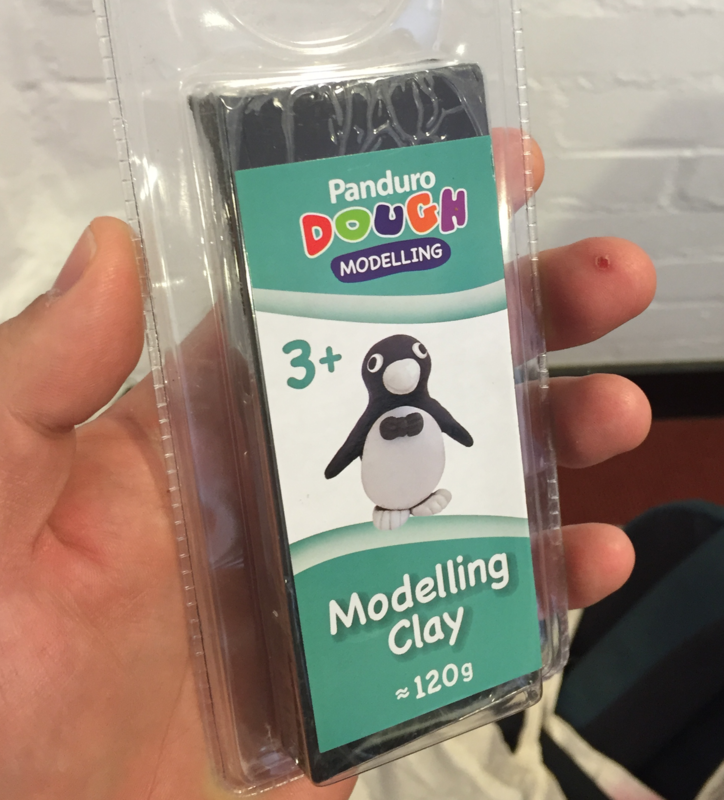 Panduro
DOUGH
MODELLING
3+
Modelling
Clay
≈120g